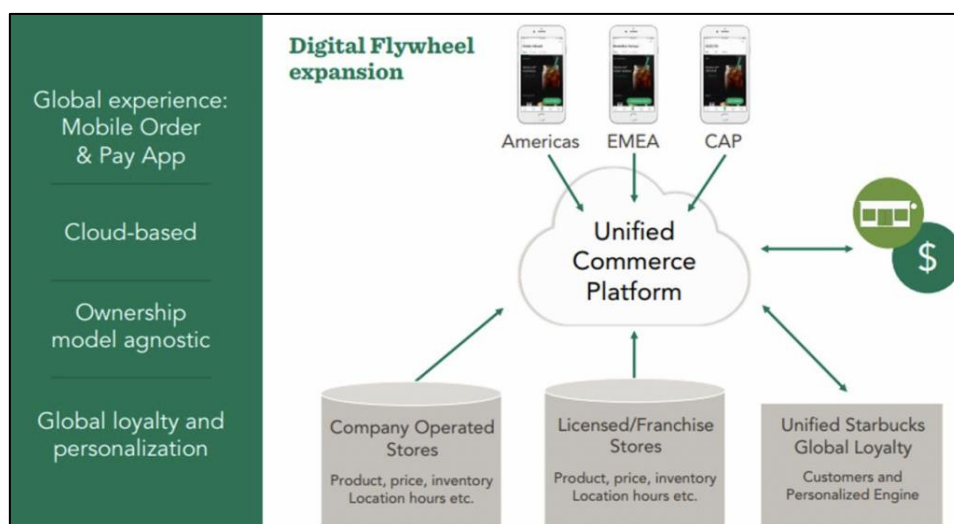 Global experience:
Mobile Order
& Pay App
Cloud-based
Ownership
model agnostic
Global loyalty and
personalization
Digital Flywheel
expansion
Americas
EMEA
CAP
Unified
Commerce
Platform
$
Company Operated
Stores
Product, price, inventory
Location hours etc.
Licensed/Franchise
Stores
Product, price, inventory
Location hours etc.
Unified Starbucks
Global Loyalty
Customers and
Personalized Engine